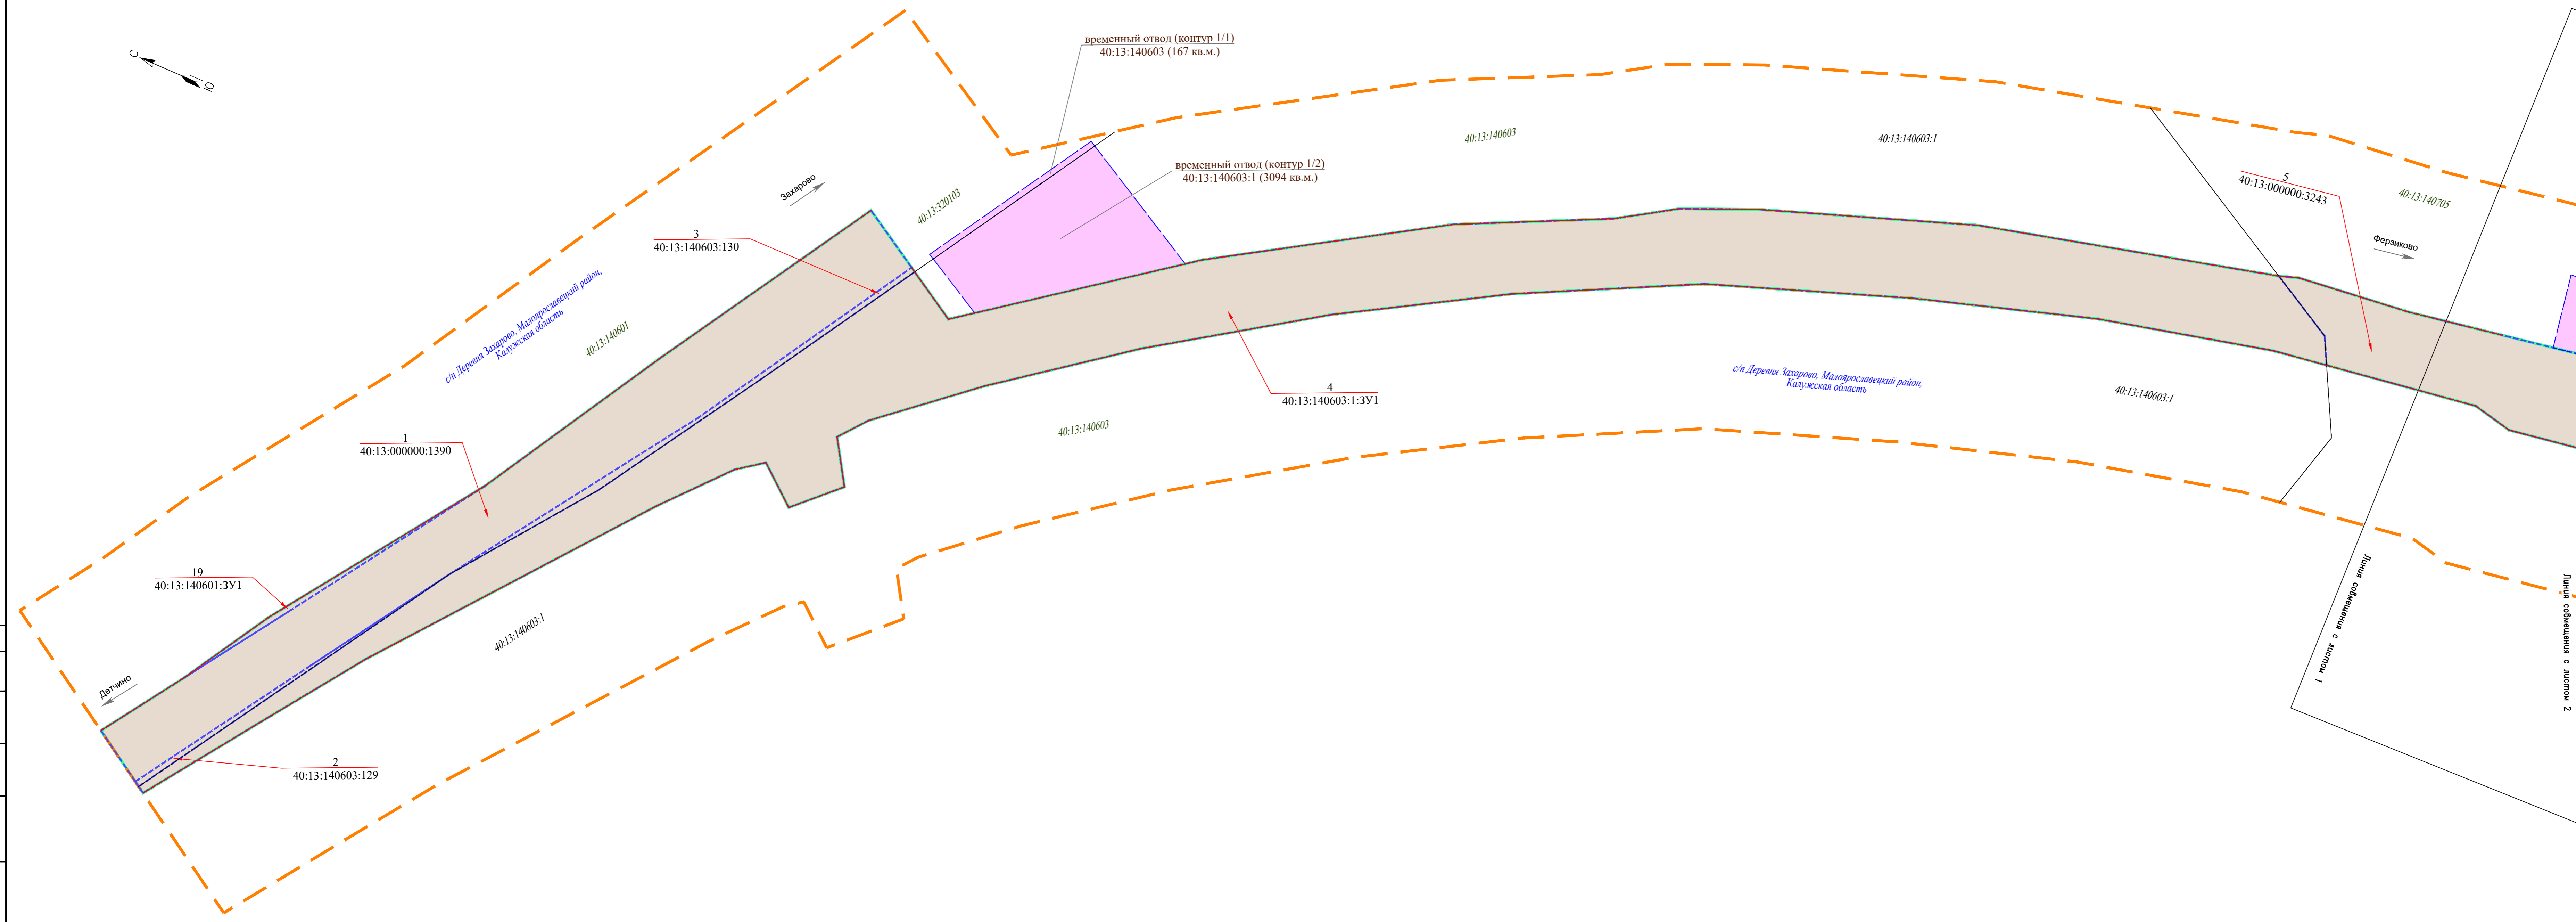 С
Ю
временный отвод (контур 1/1)
40:13:140603 (167 кв.м.)
временный отвод (контур 1/2)
40:13:140603:1 (3094 кв.м.)
40:13:140603
40:13:140603:1
5
40:13:000000:3243
40:13:140705
Ферзиково
Захарово
40:13:320103
3
40:13:140603:130
с/п Деревня Захарово, Малоярославецкий район,
Калужская область
40:13:140601
4
40:13:140603:1:ЗУ1
с/п Деревня Захарово, Малоярославецкий район,
Калужская область
40:13:140603:1
40:13:140603
1
40:13:000000:1390
19
40:13:140601:ЗУ1
40:13:140603:1
Детчино
2
40:13:140603:129
Линия совмещения с листом 1
Линия совмещения с листом 2